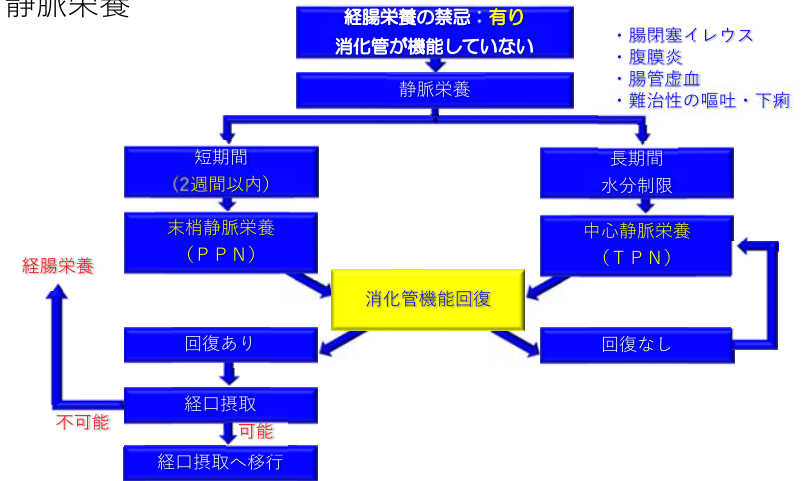 静脈栄養
経腸栄養の禁忌：有り
消化管が機能していない
・腸閉塞イレウス
・腹膜炎
・腸管虚血
・難治性の嘔吐・下痢
静脈栄養
短期間
（2週間以内）
長期間
水分制限
末梢静脈栄養
（ＰＰＮ）
中心静脈栄養
（ＴＰＮ）
経腸栄養
消化管機能回復
回復あり
回復なし
経口摂取
不可能
可能
経口摂取へ移行